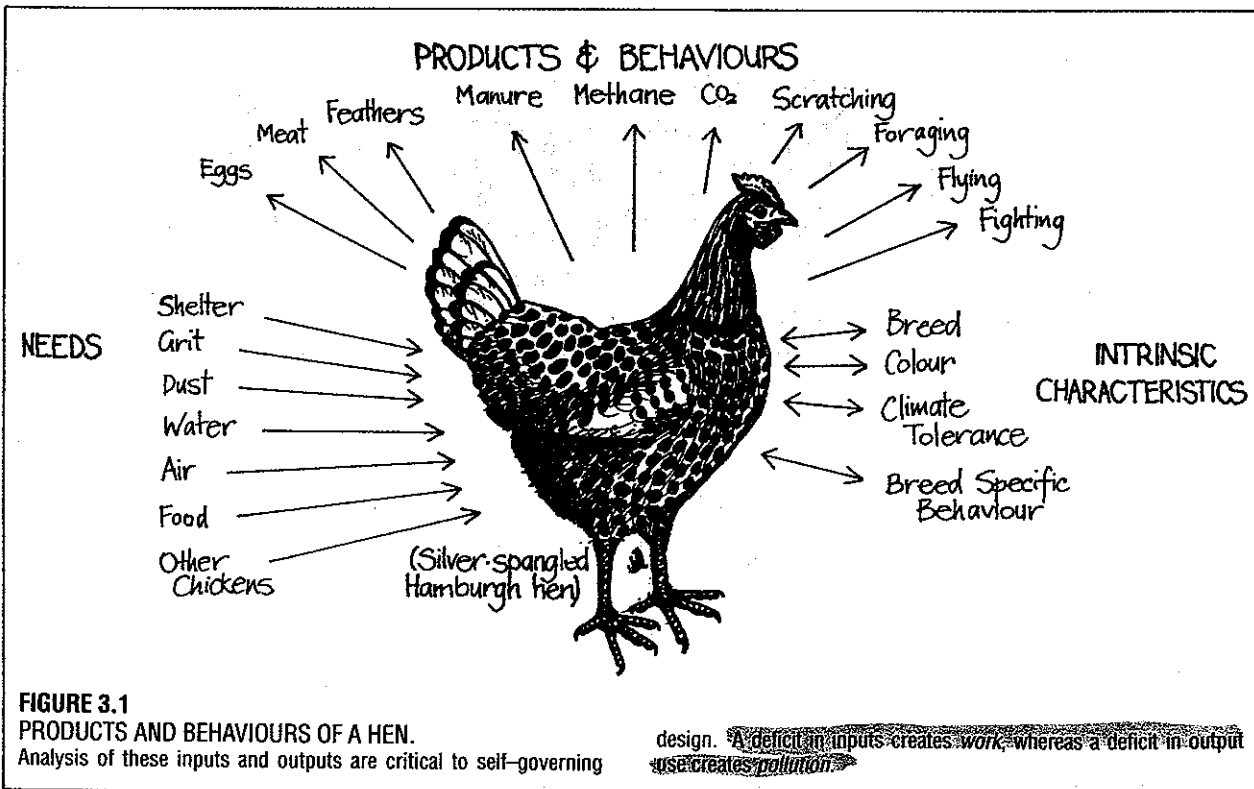 PRODUCTS & BEHAVIOURS
Eggs
Meat
Feathers
Manure
Methane
CO₂
Scratching
Foraging
Flying
Fighting
NEEDS
Shelter
Grit
Dust
Water
Air
Food
Other
Chickens
Breed
Colour
Climate
Tolerance
Breed Specific
Behaviour
INTRINSIC
CHARACTERISTICS
(Silver-spangled
Hamburgh hen)
FIGURE 3.1
PRODUCTS AND BEHAVIOURS OF A HEN.
Analysis of these inputs and outputs are critical to self–governing
design. A deficit in inputs creates work, whereas a deficit in output
use creates pollution.